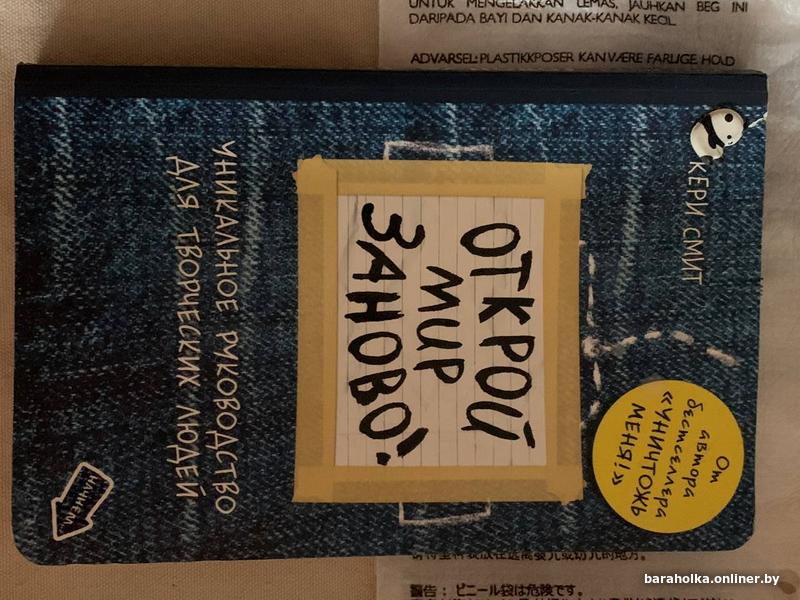 UNTUK MENGELAKKAN LEMAS, JAUHKAN BEG INI
DARIPADA BAYI DAN KANAK-KANAK KECIL.
ADVARSEL: PLASTIKKPOSER KAN VÆRE FARLIGE. HOLD
КЕРИ СМИТ
От
автора
бестселлера
«УНИЧТОЖЬ
МЕНЯ!»
ОТКРОЙ
МИР
ЗАНОВО!
УНИКАЛЬНОЕ РУКОВОДСТВО
ДЛЯ ТВОРЧЕСКИХ ЛЮДЕЙ
НАЧНЕМ...
警告： ビニール袋は危険です。
baraholka.onliner.by